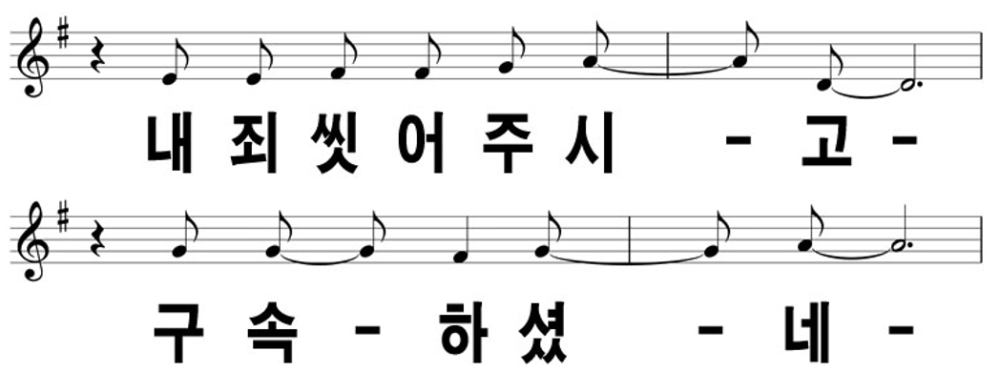 내 죄 씻 어 주 시 - 고 -
구 속 - 하 셨 - 네 -